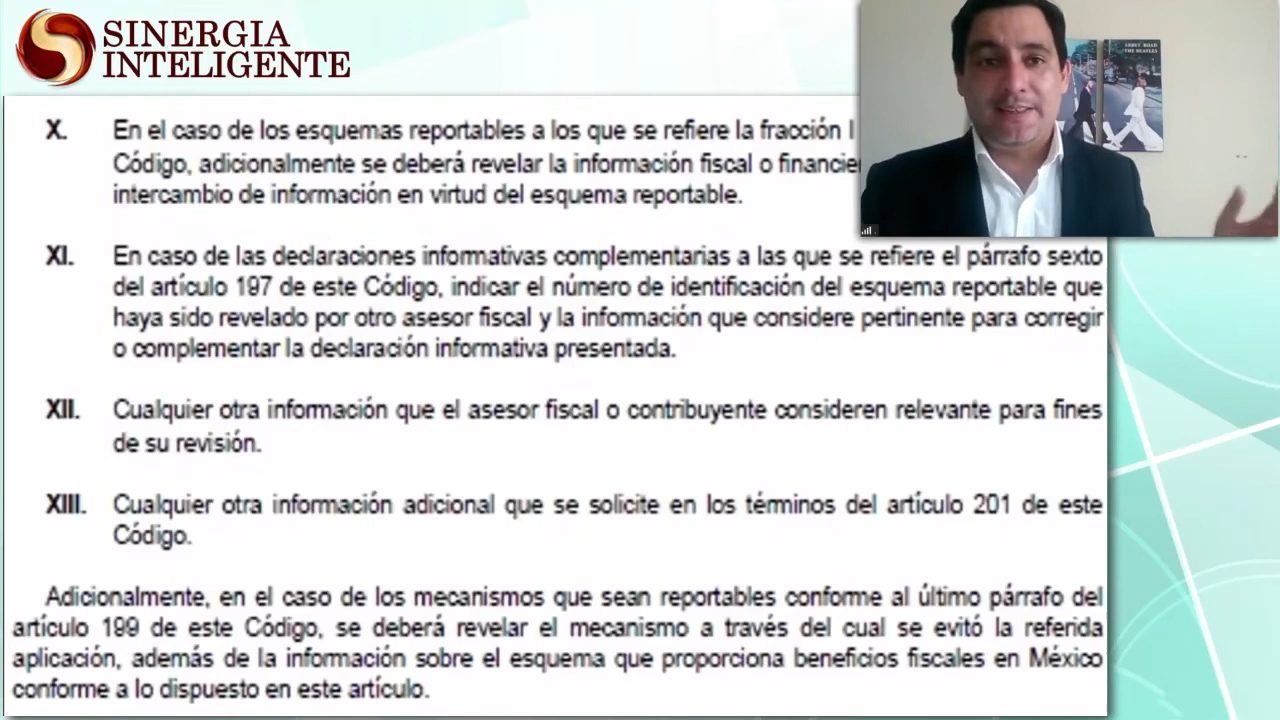 SINERGIA
INTELIGENTE
ABBEY ROAD
THE BEATLES
X. En el caso de los esquemas reportables a los que se refiere la fracción I
Código, adicionalmente se deberá revelar la información fiscal o financie
intercambio de información en virtud del esquema reportable.
XI. En caso de las declaraciones informativas complementarias a las que se refiere el párrafo sexto
del artículo 197 de este Código, indicar el número de identificación del esquema reportable que
haya sido revelado por otro asesor fiscal y la información que considere pertinente para corregir
o complementar la declaración informativa presentada.
XII. Cualquier otra información que el asesor fiscal o contribuyente consideren relevante para fines
de su revisión.
XIII. Cualquier otra información adicional que se solicite en los términos del artículo 201 de este
Código.
Adicionalmente, en el caso de los mecanismos que sean reportables conforme al último párrafo del
artículo 199 de este Código, se deberá revelar el mecanismo a través del cual se evitó la referida
aplicación, además de la información sobre el esquema que proporciona beneficios fiscales en México
conforme a lo dispuesto en este artículo.